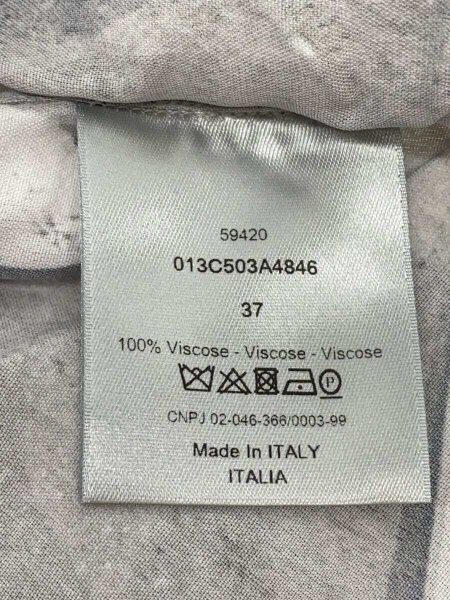 59420
013C503A4846
37
100% Viscose - Viscose - Viscose
P
CNPJ 02-046-366/0003-99
Made In ITALY
ITALIA